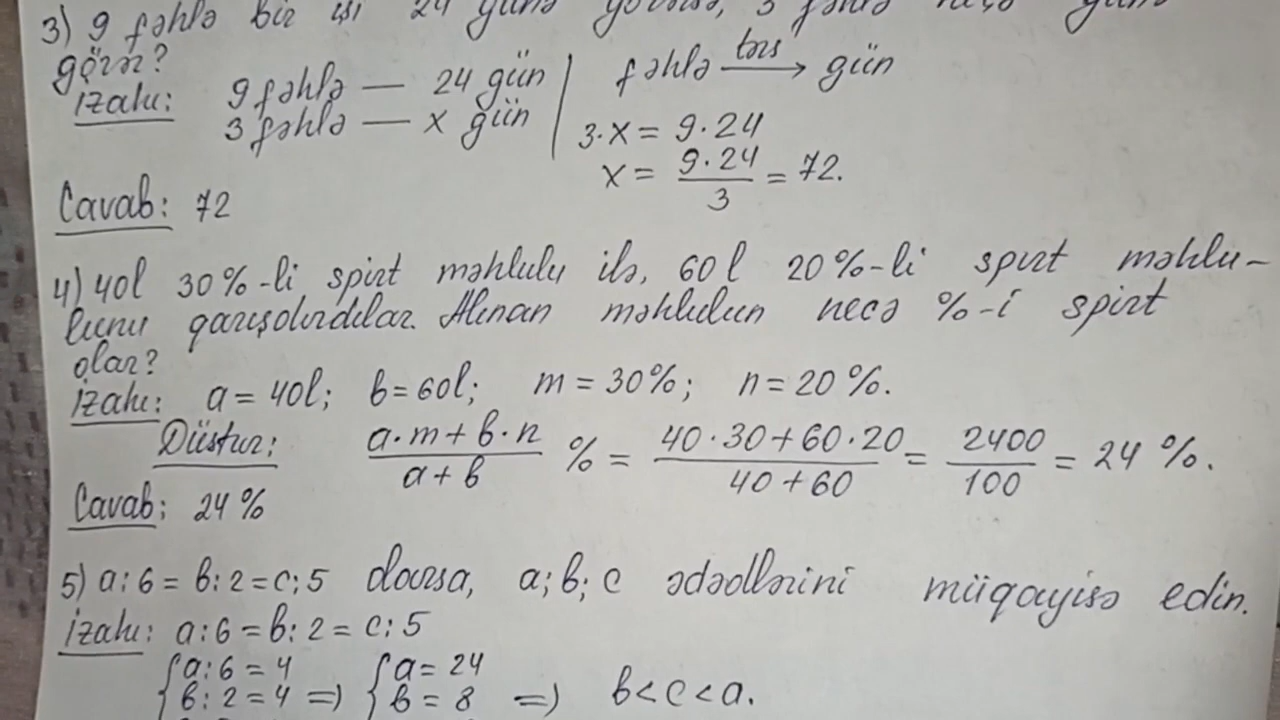 3) 9 fəhlə bir işi 24 günə görərsə, 3 fəhlə neçə günə
görər?
İzahı: 9 fəhlə — 24 gün | fəhlə tərs → gün
3 fəhlə — x gün | 3·x = 9·24
x = 9·24/3 = 72.
Cavab: 72
4) 40l 30%-li spirt məhlulu ilə, 60l 20%-li spirt məhlu-
lunu qarışdırdılar. Alınan məhlulun necə %-i spirt
olar?
İzahı: a = 40l; b = 60l; m = 30%; n = 20%.
Düstur: a·m + b·n / a + b % = 40·30 + 60·20 / 40 + 60 = 2400/100 = 24 %.
Cavab: 24%
5) a:6 = b:2 = c:5 olarsa, a; b; c ədədlərini müqayisə edin.
İzahı: a:6 = b:2 = c:5
{a:6 = 4 {a = 24
b:2 = 4 => b = 8 => b < c < a.